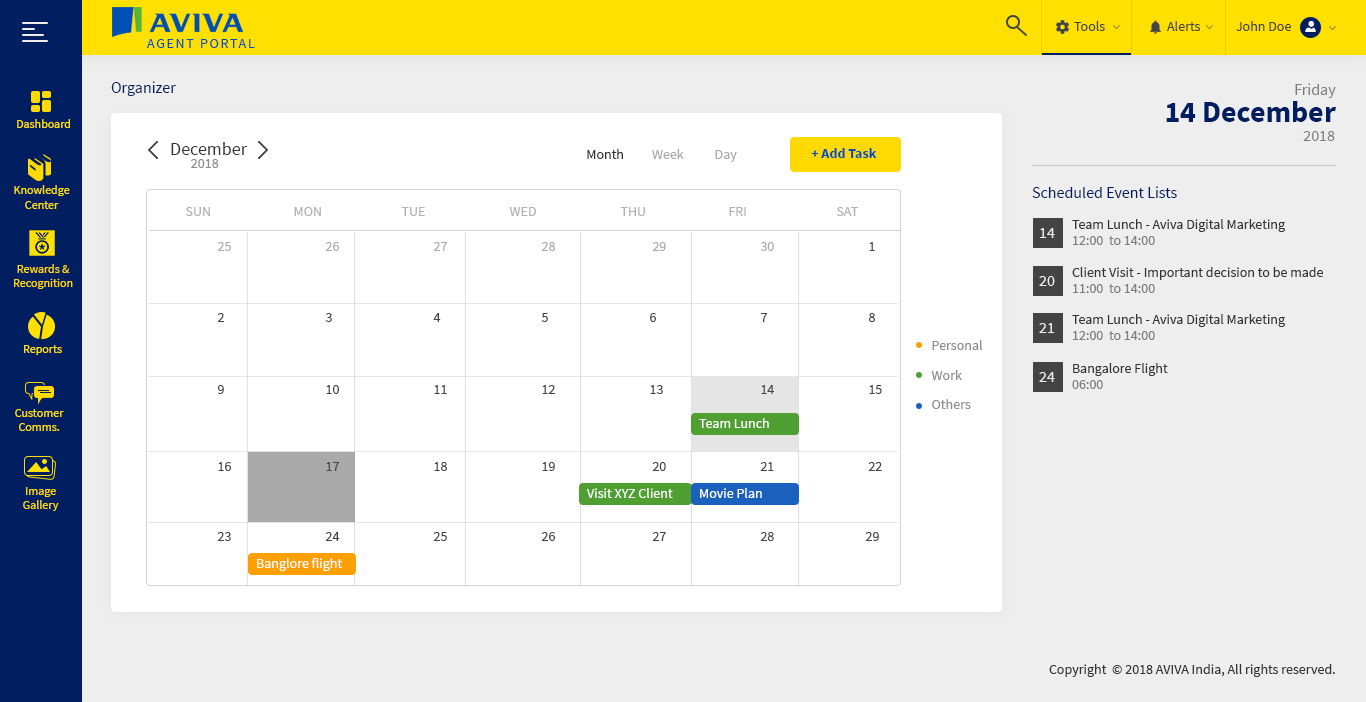 AVIVA
AGENT PORTAL
Tools
Alerts
John Doe
Dashboard
Knowledge
Center
Rewards &
Recognition
Reports
Customer
Comms.
Image
Gallery
Organizer
December
2018
Month Week Day
+ Add Task
SUN MON TUE WED THU FRI SAT
25 26 27 28 29 30 1
2 3 4 5 6 7 8
9 10 11 12 13 14 15
Team Lunch
16 17 18 19 20 21 22
Visit XYZ Client Movie Plan
23 24 25 26 27 28 29
Banglore flight
Personal
Work
Others
Friday
14 December
2018
Scheduled Event Lists
14 Team Lunch - Aviva Digital Marketing
12:00 to 14:00
20 Client Visit - Important decision to be made
11:00 to 14:00
21 Team Lunch - Aviva Digital Marketing
12:00 to 14:00
24 Bangalore Flight
06:00
Copyright © 2018 AVIVA India, All rights reserved.